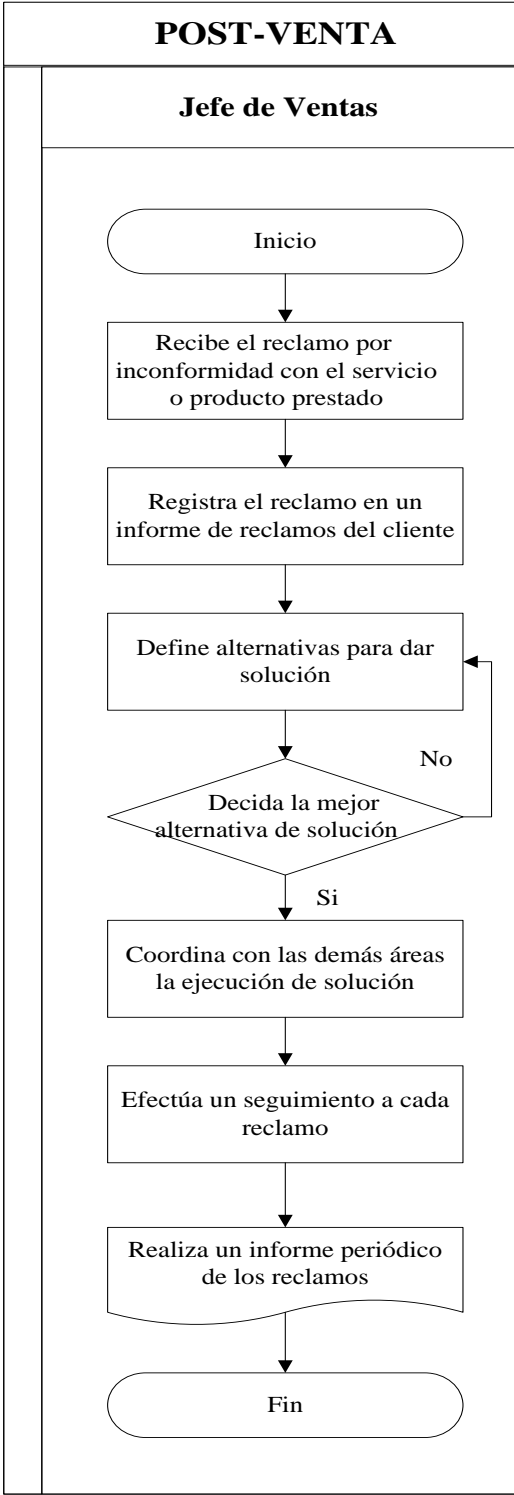 POST-VENTA
Jefe de Ventas
Inicio
Recibe el reclamo por
inconformidad con el servicio
o producto prestado
Registra el reclamo en un
informe de reclamos del cliente
Define alternativas para dar
solución
No
Decida la mejor
alternativa de solución
Si
Coordina con las demás áreas
la ejecución de solución
Efectúa un seguimiento a cada
reclamo
Realiza un informe periódico
de los reclamos
Fin